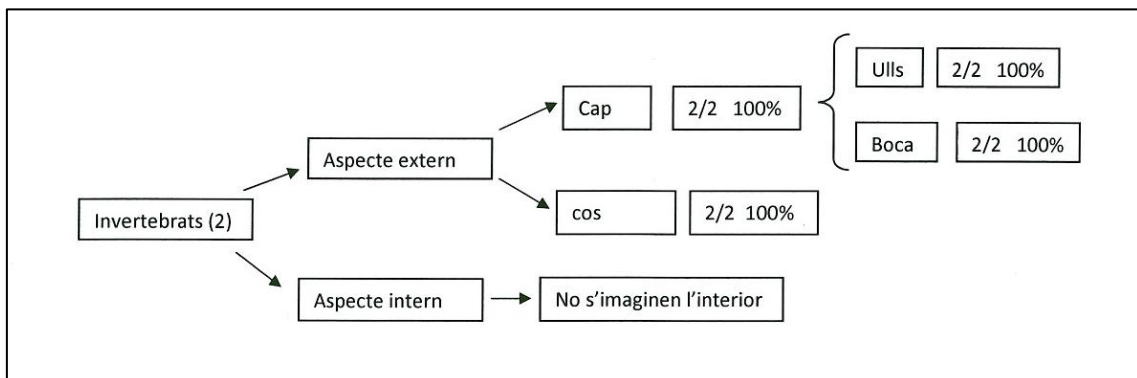 Ulls
2/2 100%
Cap
2/2 100%
Boca
2/2 100%
Aspecte extern
cos
2/2 100%
Invertebrats (2)
Aspecte intern
No s'imaginen l'interior